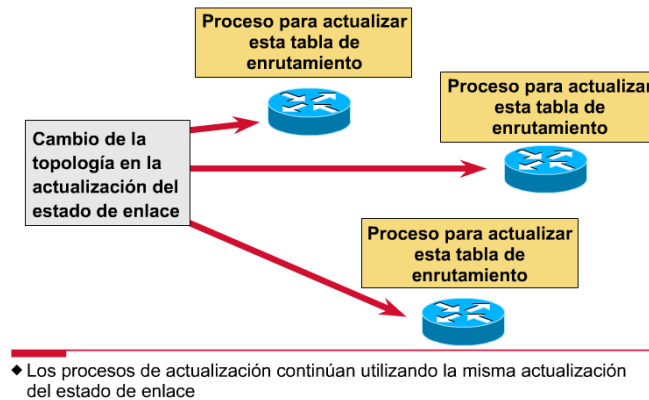 Proceso para actualizar
esta tabla de
enrutamiento
Proceso para actualizar
esta tabla de
enrutamiento
Cambio de la
topología en la
actualización del
estado de enlace
Proceso para actualizar
esta tabla de
enrutamiento
◆ Los procesos de actualización continúan utilizando la misma actualización
del estado de enlace